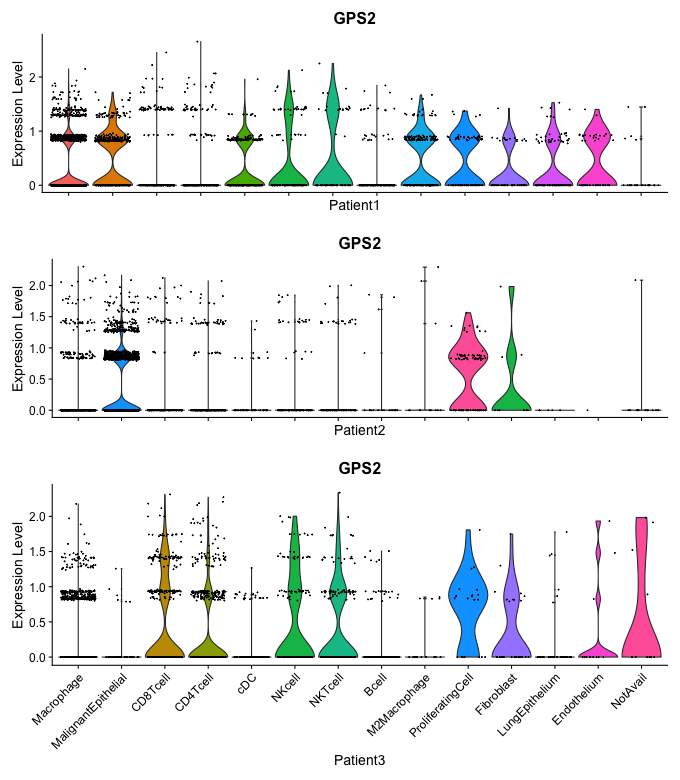 GPS2
Expression Level
2
1
0
Patient1
GPS2
Expression Level
2.0
1.5
1.0
0.5
0.0
Patient2
GPS2
Expression Level
2.0
1.5
1.0
0.5
0.0
Macrophage
MalignantEpithelial
CD8Tcell
CD4Tcell
cDC
NKcell
NKTcell
Bcell
M2Macrophage
ProliferatingCell
Fibroblast
LungEpithelium
Endothelium
NotAvail
Patient3